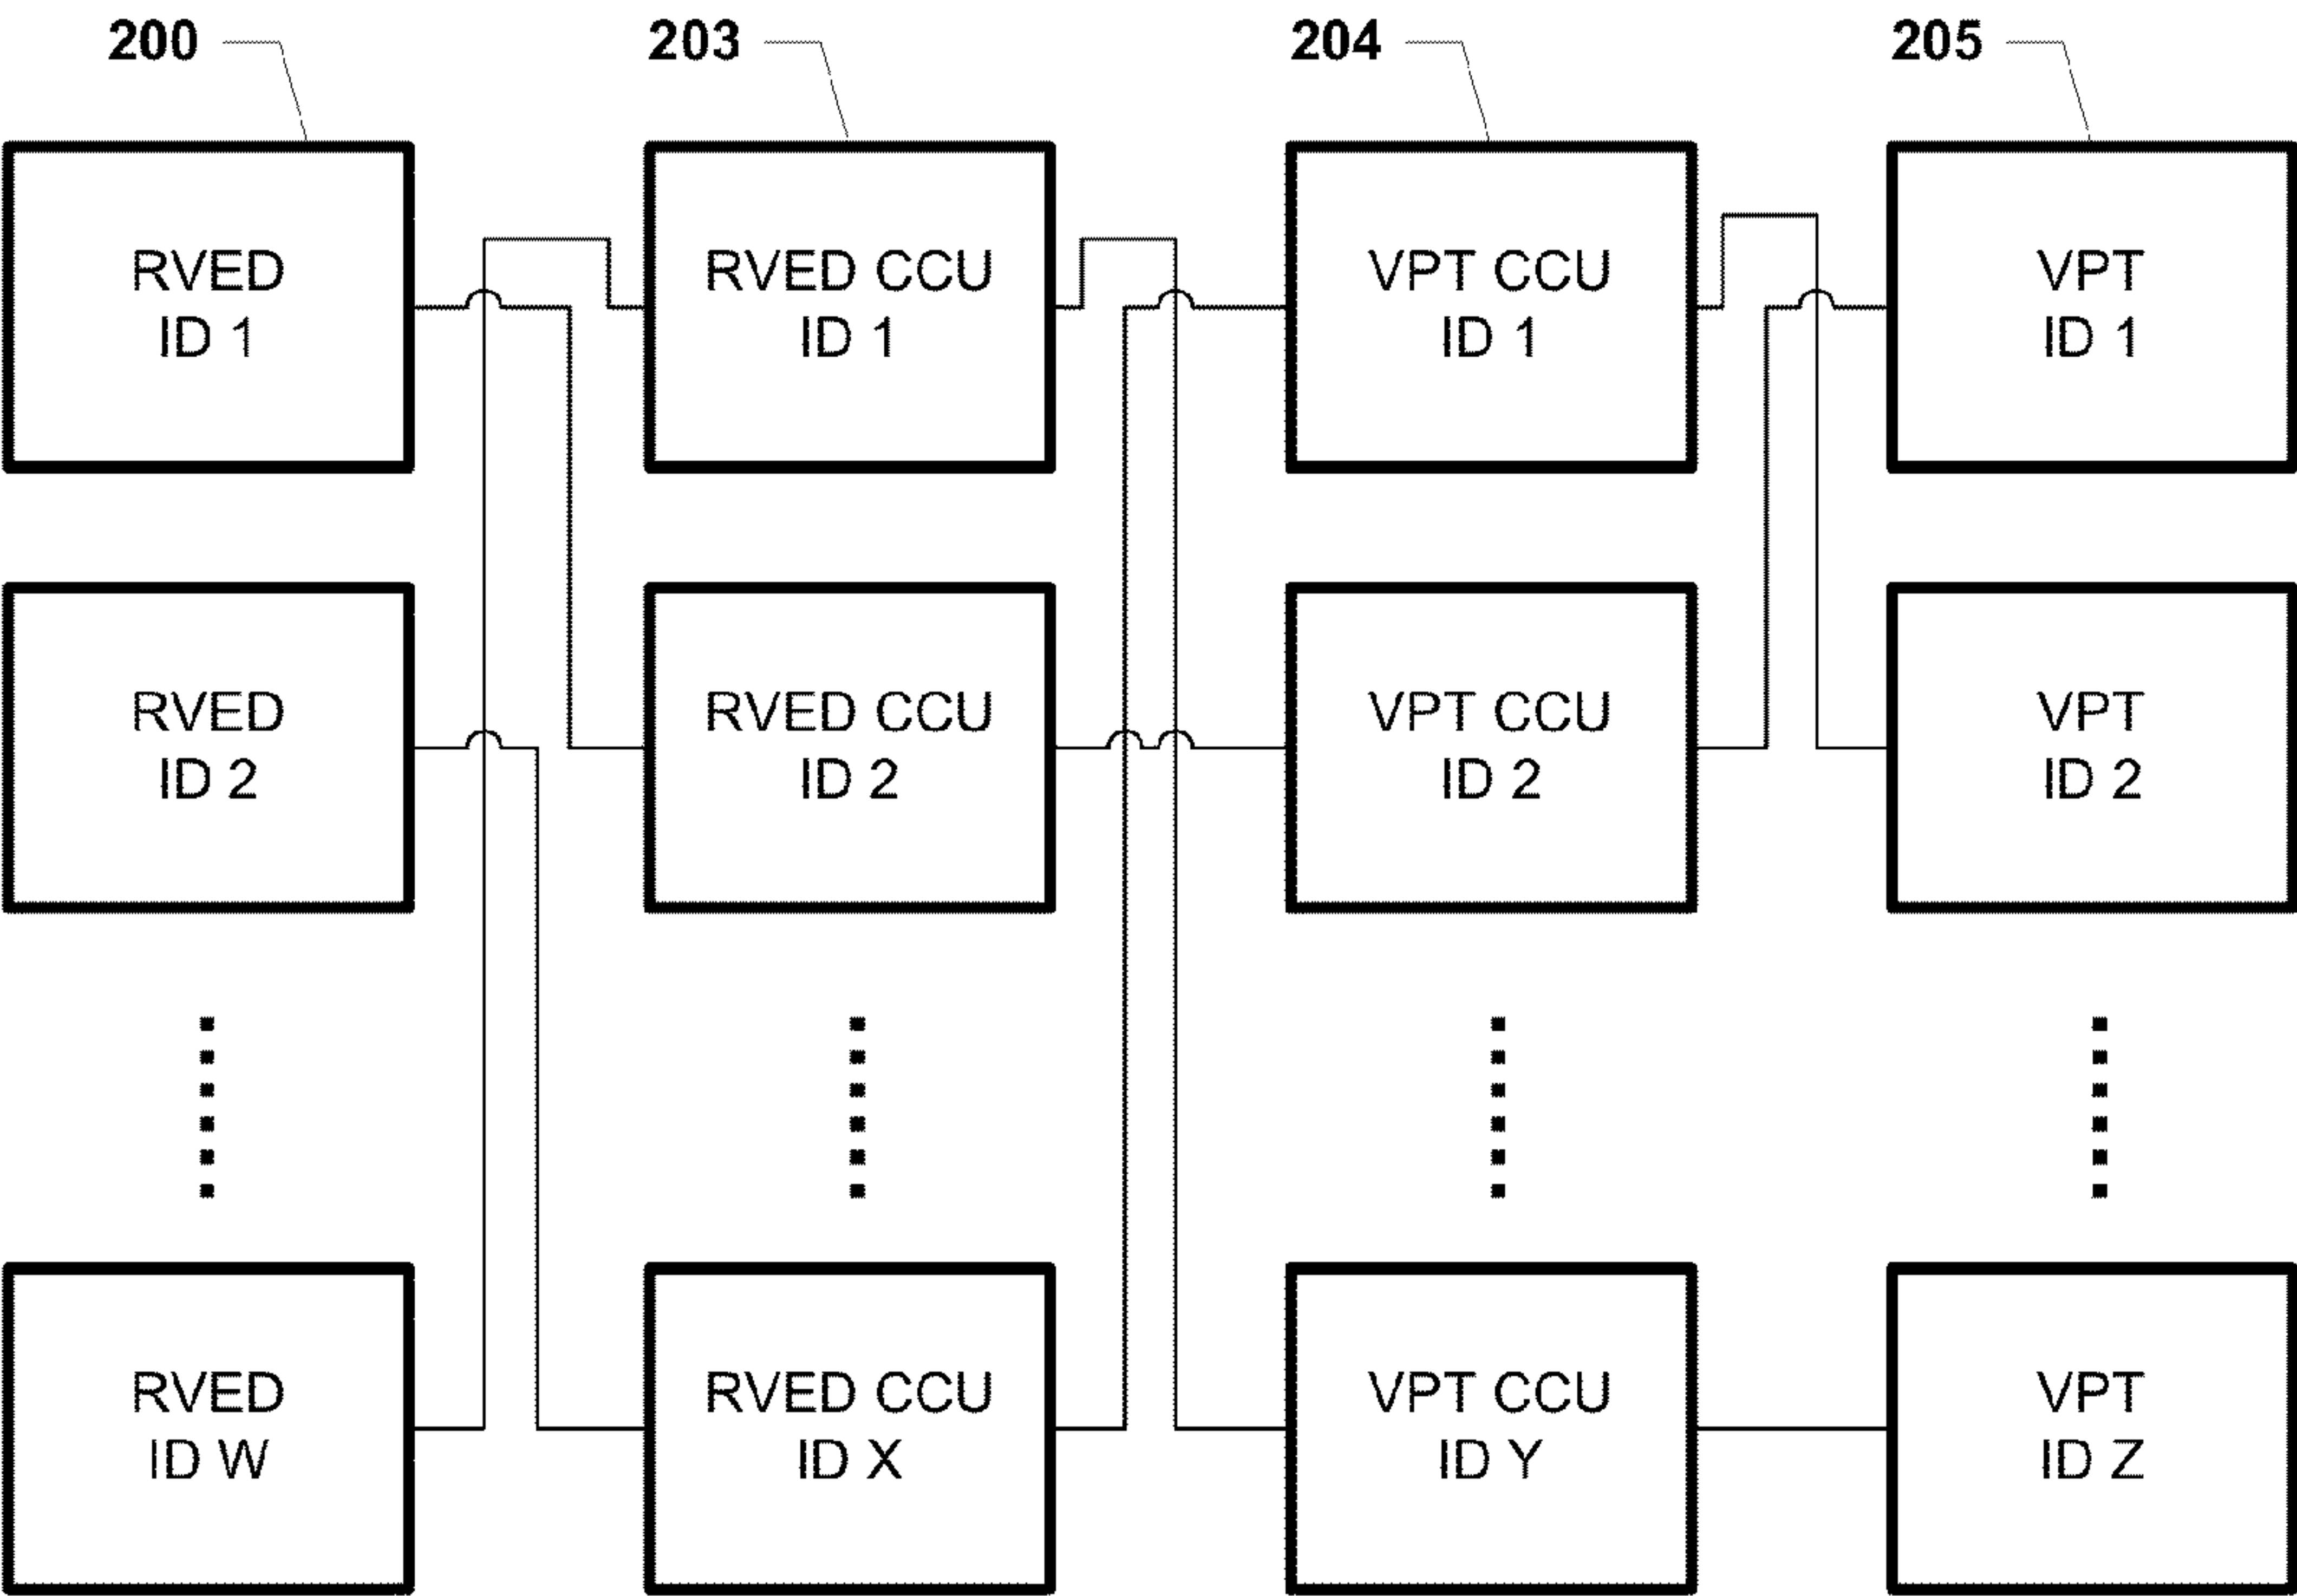 200
203
204
205
RVED
ID 1
RVED CCU
ID 1
VPT CCU
ID 1
VPT
ID 1
RVED
ID 2
RVED CCU
ID 2
VPT CCU
ID 2
VPT
ID 2
RVED
ID W
RVED CCU
ID X
VPT CCU
ID Y
VPT
ID Z